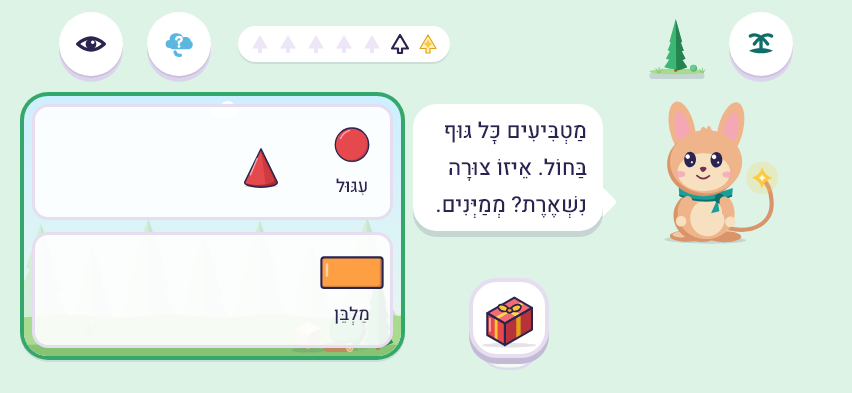 מַטְבִּיעִים כָּל גּוּף
בַּחוֹל. אֵיזוֹ צוּרָה
נִשְׁאֶרֶת? מְמַיְּנִים.
עִגּוּל
מַלְבֵּן
?